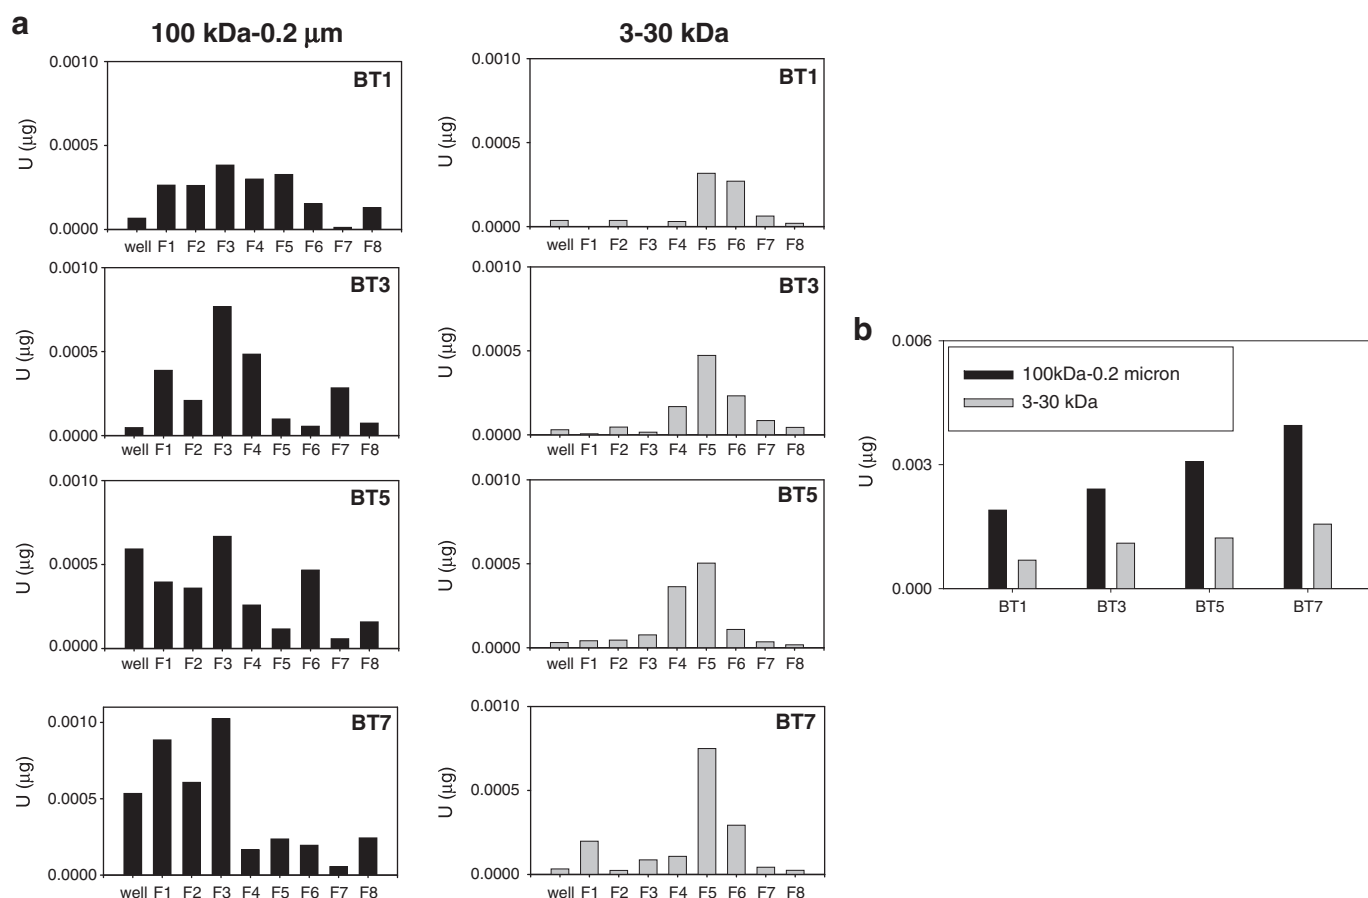 a
100 kDa-0.2 μm
3-30 kDa
BT1
U (μg)
0.0010
0.0005
0.0000
well F1 F2 F3 F4 F5 F6 F7 F8
BT1
U (μg)
0.0010
0.0005
0.0000
well F1 F2 F3 F4 F5 F6 F7 F8
BT3
U (μg)
0.0010
0.0005
0.0000
well F1 F2 F3 F4 F5 F6 F7 F8
BT3
U (μg)
0.0010
0.0005
0.0000
well F1 F2 F3 F4 F5 F6 F7 F8
BT5
U (μg)
0.0010
0.0005
0.0000
well F1 F2 F3 F4 F5 F6 F7 F8
BT5
U (μg)
0.0010
0.0005
0.0000
well F1 F2 F3 F4 F5 F6 F7 F8
BT7
U (μg)
0.0010
0.0005
0.0000
well F1 F2 F3 F4 F5 F6 F7 F8
BT7
U (μg)
0.0010
0.0005
0.0000
well F1 F2 F3 F4 F5 F6 F7 F8
b
U (μg)
0.006
0.003
0.000
100kDa-0.2 micron
3-30 kDa
BT1 BT3 BT5 BT7